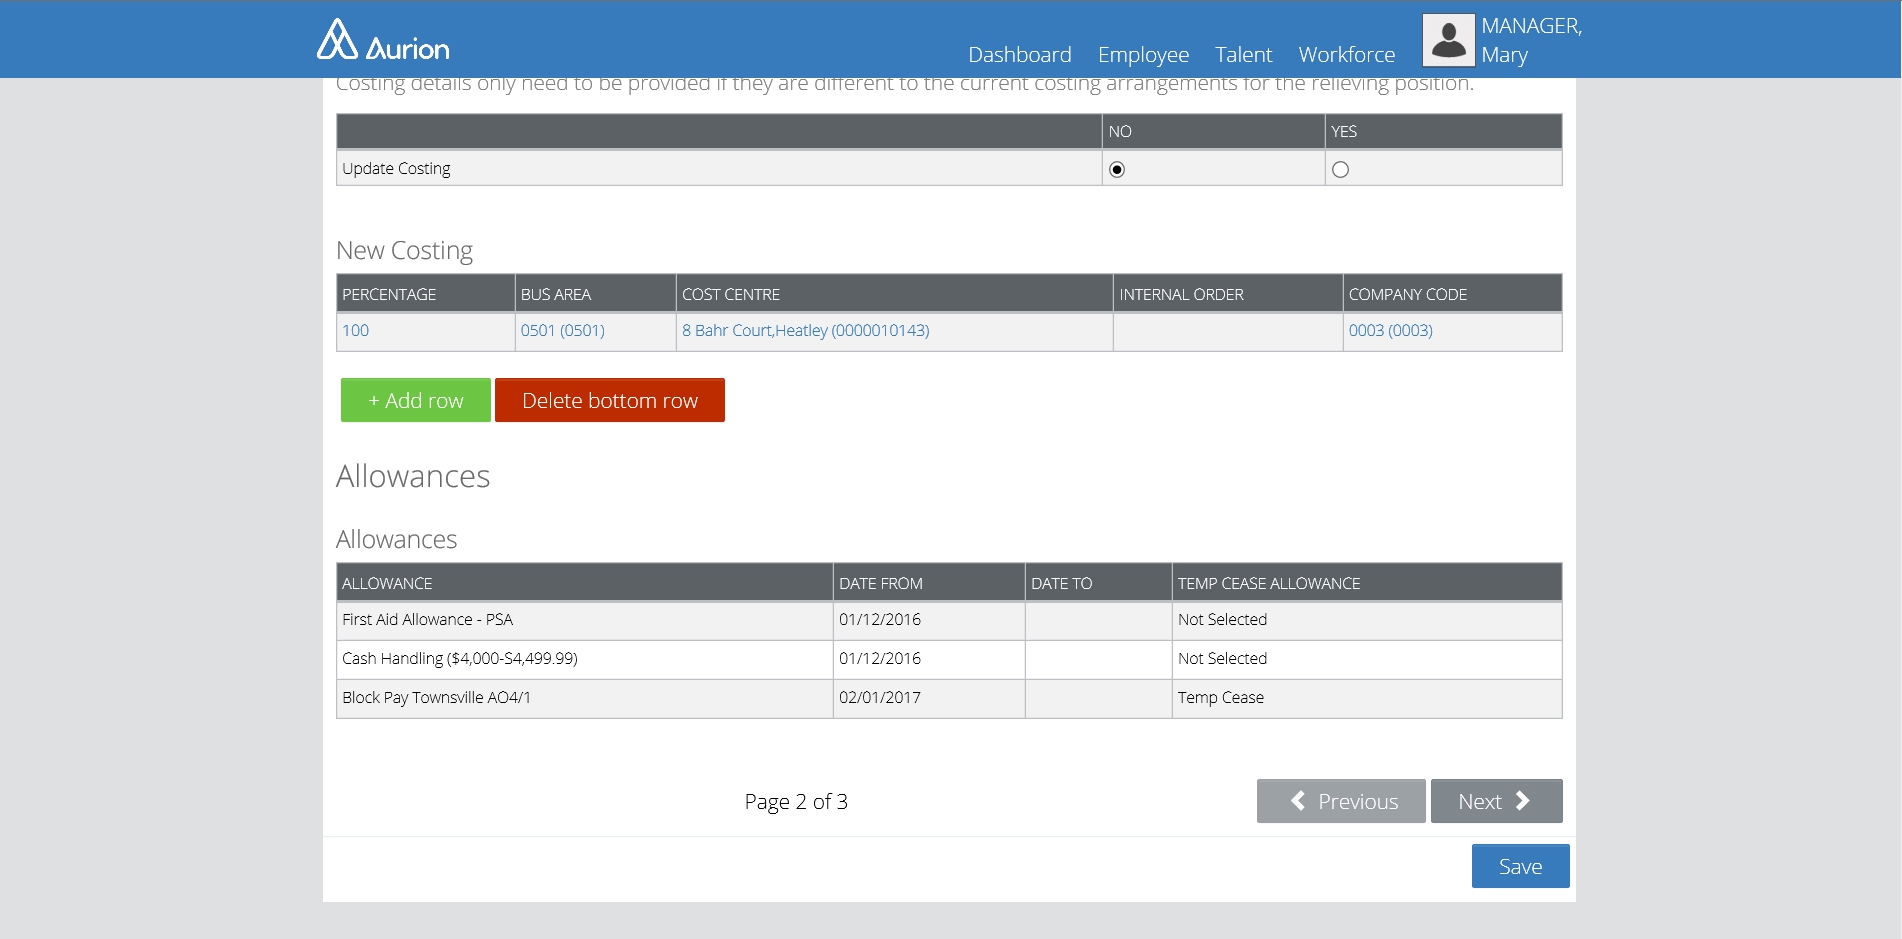 Aurion
Dashboard Employee Talent Workforce
MANAGER,
Mary
Costing details only need to be provided if they are different to the current costing arrangements for the relieving position.
NO YES
Update Costing
New Costing
PERCENTAGE BUS AREA COST CENTRE INTERNAL ORDER COMPANY CODE
100 0501 (0501) 8 Bahr Court,Heatley (0000010143) 0003 (0003)
+ Add row Delete bottom row
Allowances
Allowances
ALLOWANCE DATE FROM DATE TO TEMP CEASE ALLOWANCE
First Aid Allowance - PSA 01/12/2016 Not Selected
Cash Handling ($4,000-S4,499.99) 01/12/2016 Not Selected
Block Pay Townsville AO4/1 02/01/2017 Temp Cease
Page 2 of 3
Previous Next
Save